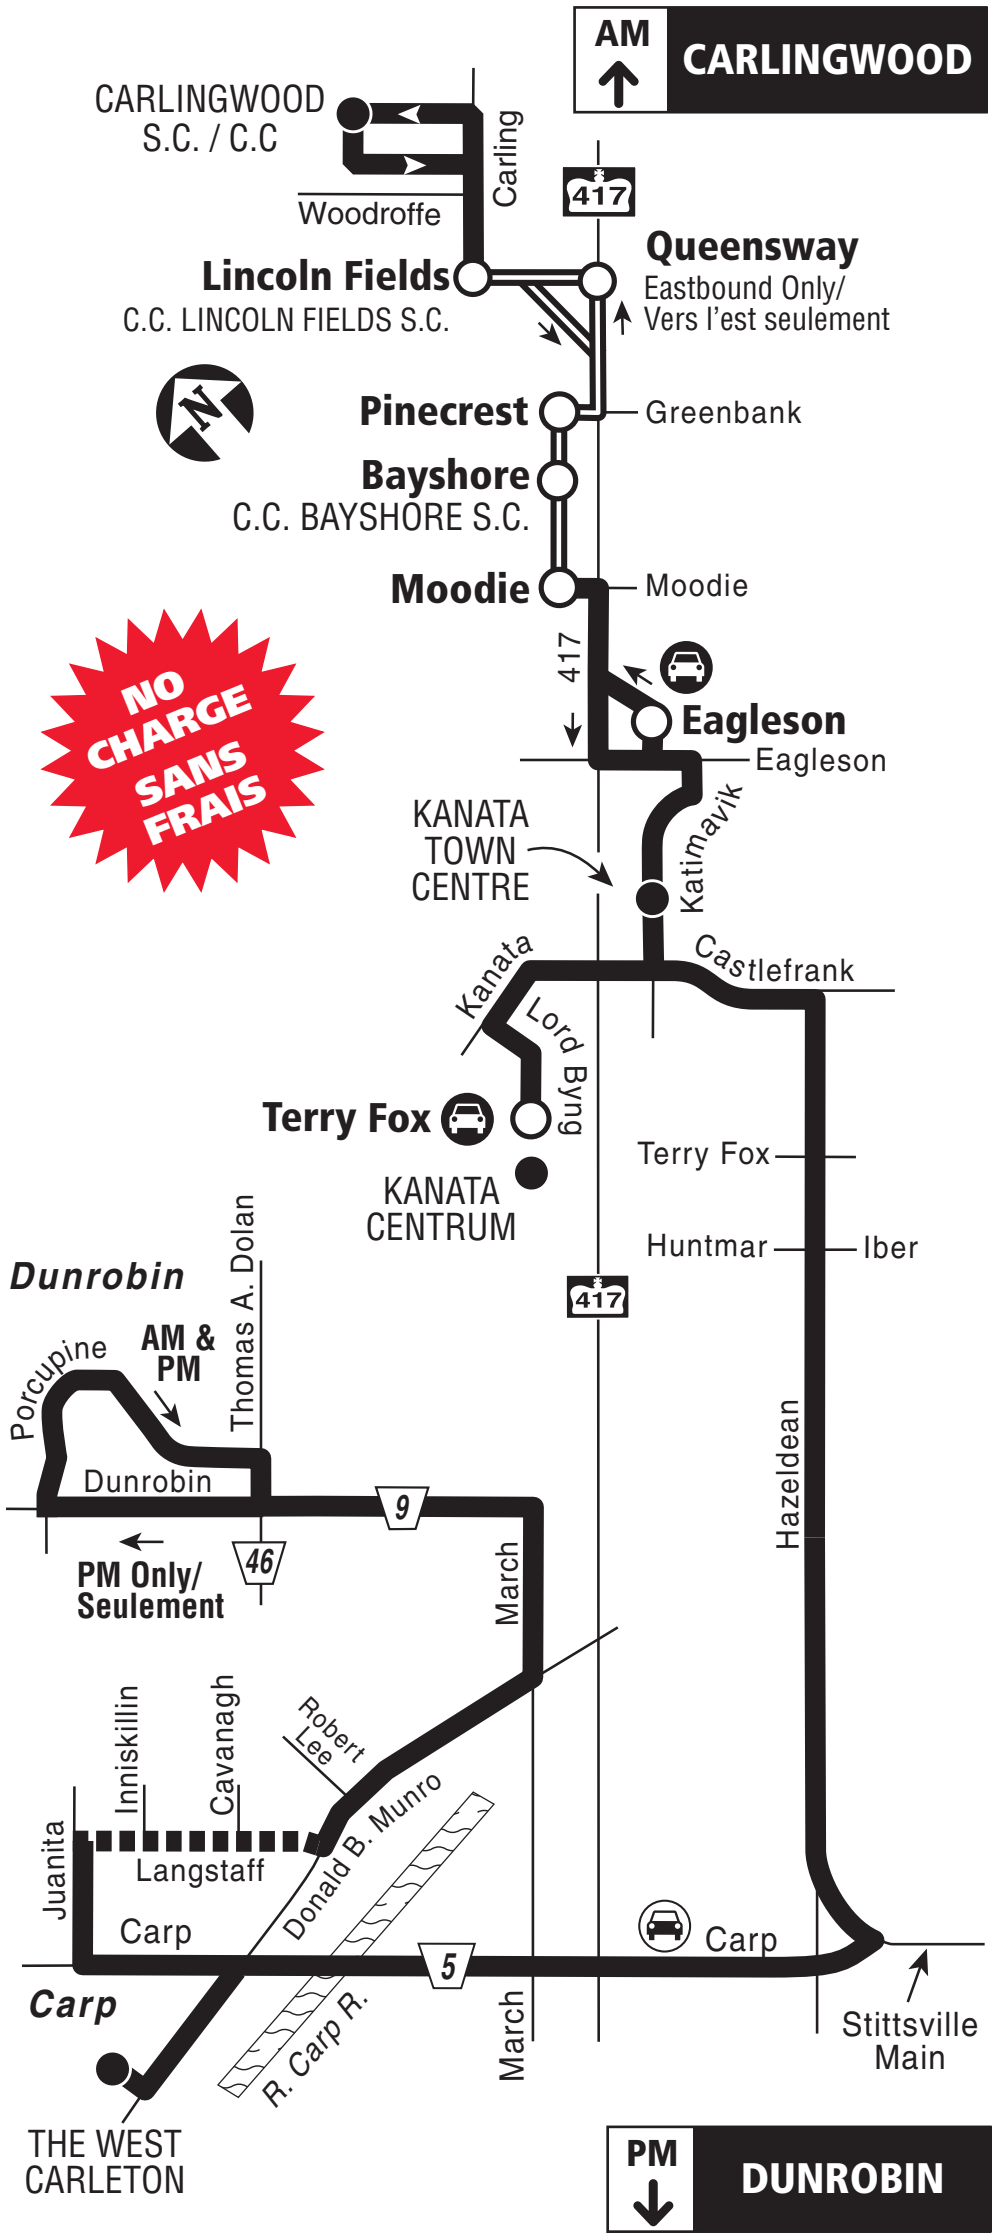 AM
CARLINGWOOD
CARLINGWOOD
S.C. / C.C
Carling
417
Woodroffe
Queensway
Eastbound Only/
Vers l'est seulement
Lincoln Fields
C.C. LINCOLN FIELDS S.C.
N
Pinecrest
Greenbank
Bayshore
C.C. BAYSHORE S.C.
Moodie
Moodie
417
NO
CHARGE
SANS
FRAIS
Eagleson
Eagleson
KANATA
TOWN
CENTRE
Katimavik
Kanata
Castlefrank
Lord Byng
Terry Fox
KANATA
CENTRUM
Terry Fox
Huntmar
Iber
417
Dunrobin
Thomas A. Dolan
AM &
PM
Porcupine
Dunrobin
9
46
PM Only/
Seulement
March
Hazeldean
Inniskillin
Cavanagh
Robert
Lee
Juanita
Langstaff
Donald B. Munro
Carp
5
Carp
Carp
R. Carp R.
March
Stittsville
Main
THE WEST
CARLETON
PM
DUNROBIN